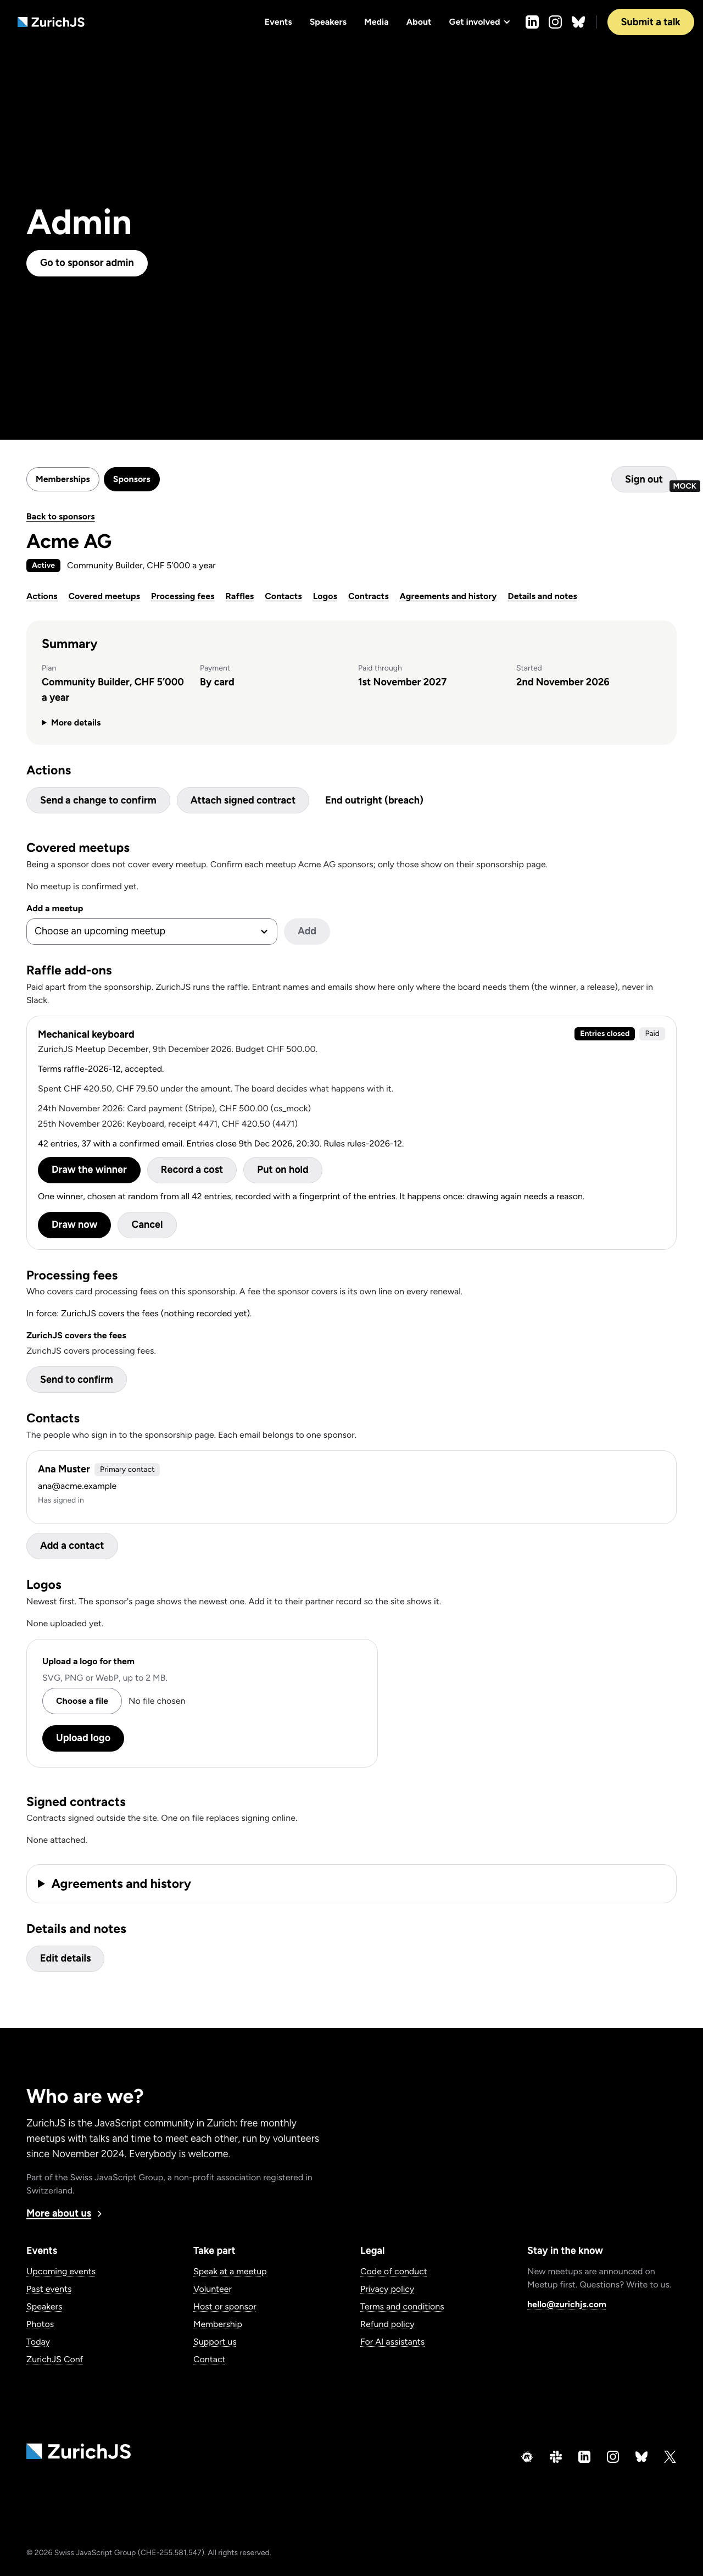 ZurichJS
Events
Speakers
Media
About
Get involved
Submit a talk
Admin
Go to sponsor admin
Memberships
Sponsors
Sign out
MOCK
Back to sponsors
Acme AG
Active
Community Builder, CHF 5'000 a year
Actions
Covered meetups
Processing fees
Raffles
Contacts
Logos
Contracts
Agreements and history
Details and notes
Summary
Plan
Community Builder, CHF 5'000
a year
Payment
By card
Paid through
1st November 2027
Started
2nd November 2026
More details
Actions
Send a change to confirm
Attach signed contract
End outright (breach)
Covered meetups
Being a sponsor does not cover every meetup. Confirm each meetup Acme AG sponsors; only those show on their sponsorship page.
No meetup is confirmed yet.
Add a meetup
Choose an upcoming meetup
Add
Raffle add-ons
Paid apart from the sponsorship. ZurichJS runs the raffle. Entrant names and emails show here only where the board needs them (the winner, a release), never in
Slack.
Mechanical keyboard
Entries closed
Paid
ZurichJS Meetup December, 9th December 2026. Budget CHF 500.00.
Terms raffle-2026-12, accepted.
Spent CHF 420.50, CHF 79.50 under the amount. The board decides what happens with it.
24th November 2026: Card payment (Stripe), CHF 500.00 (cs_mock)
25th November 2026: Keyboard, receipt 4471, CHF 420.50 (4471)
42 entries, 37 with a confirmed email. Entries close 9th Dec 2026, 20:30. Rules rules-2026-12.
Draw the winner
Record a cost
Put on hold
One winner, chosen at random from all 42 entries, recorded with a fingerprint of the entries. It happens once: drawing again needs a reason.
Draw now
Cancel
Processing fees
Who covers card processing fees on this sponsorship. A fee the sponsor covers is its own line on every renewal.
In force: ZurichJS covers the fees (nothing recorded yet).
ZurichJS covers the fees
ZurichJS covers processing fees.
Send to confirm
Contacts
The people who sign in to the sponsorship page. Each email belongs to one sponsor.
Ana Muster
Primary contact
ana@acme.example
Has signed in
Add a contact
Logos
Newest first. The sponsor's page shows the newest one. Add it to their partner record so the site shows it.
None uploaded yet.
Upload a logo for them
SVG, PNG or WebP, up to 2 MB.
Choose a file
No file chosen
Upload logo
Signed contracts
Contracts signed outside the site. One on file replaces signing online.
None attached.
Agreements and history
Details and notes
Edit details
Who are we?
ZurichJS is the JavaScript community in Zurich: free monthly
meetups with talks and time to meet each other, run by volunteers
since November 2024. Everybody is welcome.
Part of the Swiss JavaScript Group, a non-profit association registered in
Switzerland.
More about us
Events
Upcoming events
Past events
Speakers
Photos
Today
ZurichJS Conf
Take part
Speak at a meetup
Volunteer
Host or sponsor
Membership
Support us
Contact
Legal
Code of conduct
Privacy policy
Terms and conditions
Refund policy
For AI assistants
Stay in the know
New meetups are announced on
Meetup first. Questions? Write to us.
hello@zurichjs.com
ZurichJS
© 2026 Swiss JavaScript Group (CHE-255.581.547). All rights reserved.